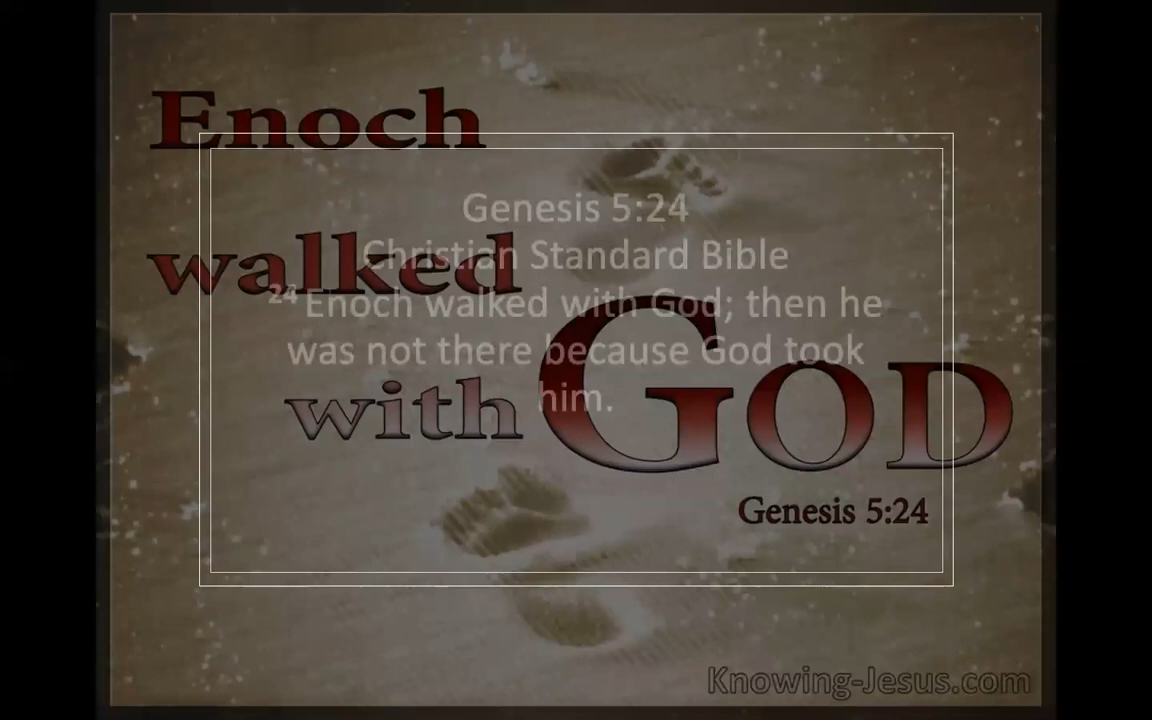 Enoch
walked
with GOD
Genesis 5:24
Genesis 5:24
Christian Standard Bible
24 Enoch walked with God; then he
was not there because God took
him.
Knowing-Jesus.com